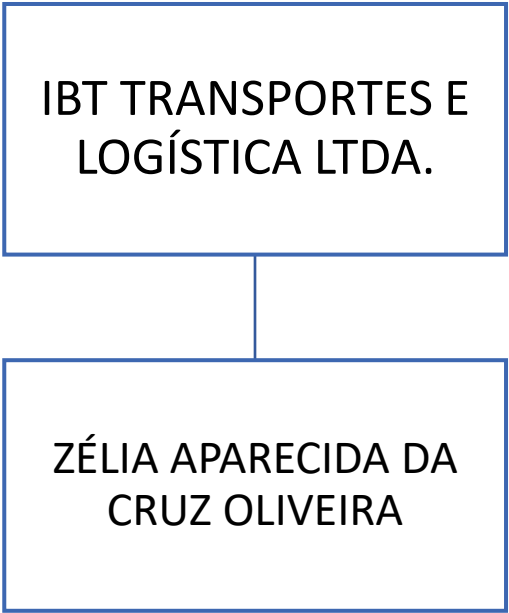 IBT TRANSPORTES E
LOGÍSTICA LTDA.
ZÉLIA APARECIDA DA
CRUZ OLIVEIRA